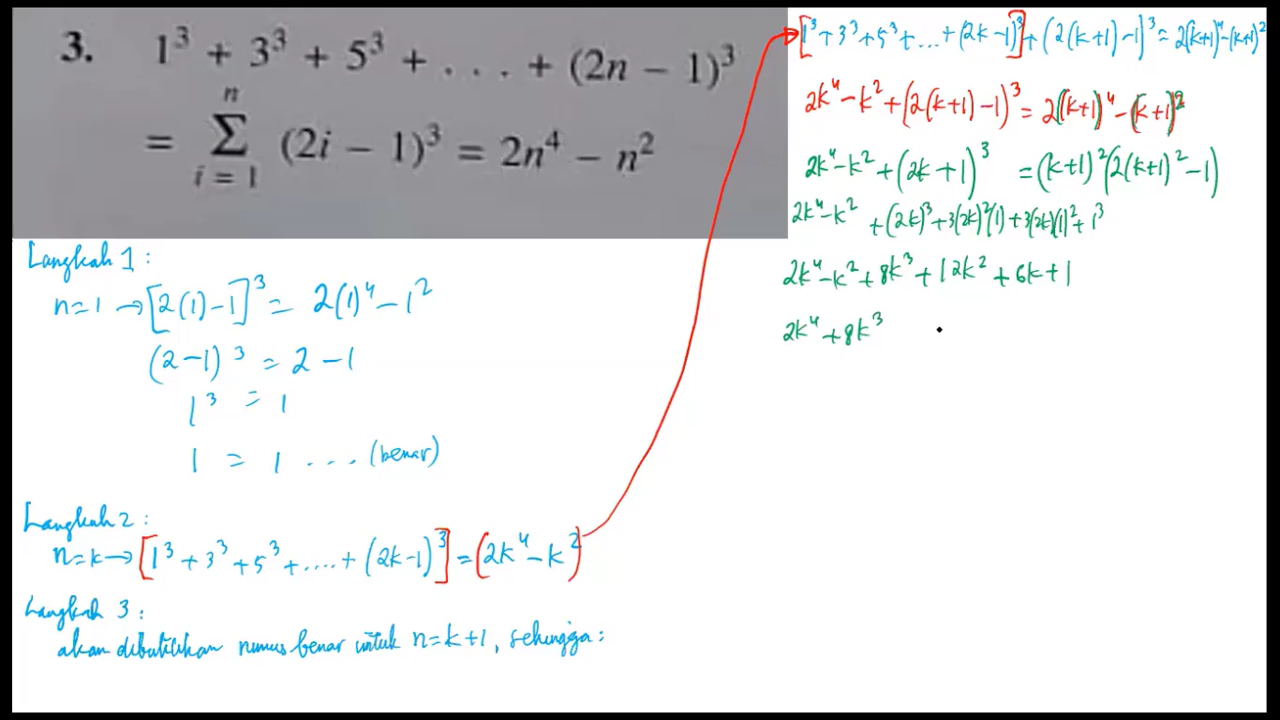 3. 1³ + 3³ + 5³ + . . . + (2n − 1)³
= Σ (2i − 1)³ = 2n⁴ − n²
n
i = 1
Langkah 1 :
n=1 → [2(1)-1]³ = 2(1)⁴ - 1²
(2-1)³ = 2 - 1
1³ = 1
1 = 1 .... (benar)
Langkah 2 :
n=k → [1³ + 3³ + 5³ + .... + (2k-1)³] = (2k⁴ - k²)
Langkah 3 :
akan dibuktikan rumus benar untuk n=k+1, sehingga :
[1³ + 3³ + 5³ + ... + (2k-1)³] + (2(k+1)-1)³ = 2(k+1)⁴ - (k+1)²
2k⁴ - k² + (2(k+1)-1)³ = 2(k+1)⁴ - (k+1)²
2k⁴ - k² + (2k+1)³ = (k+1)²(2(k+1)² - 1)
2k⁴ - k² + (2k)³ + 3(2k)²(1) + 3(2k)(1)² + 1³
2k⁴ - k² + 8k³ + 12k² + 6k + 1
2k⁴ + 8k³